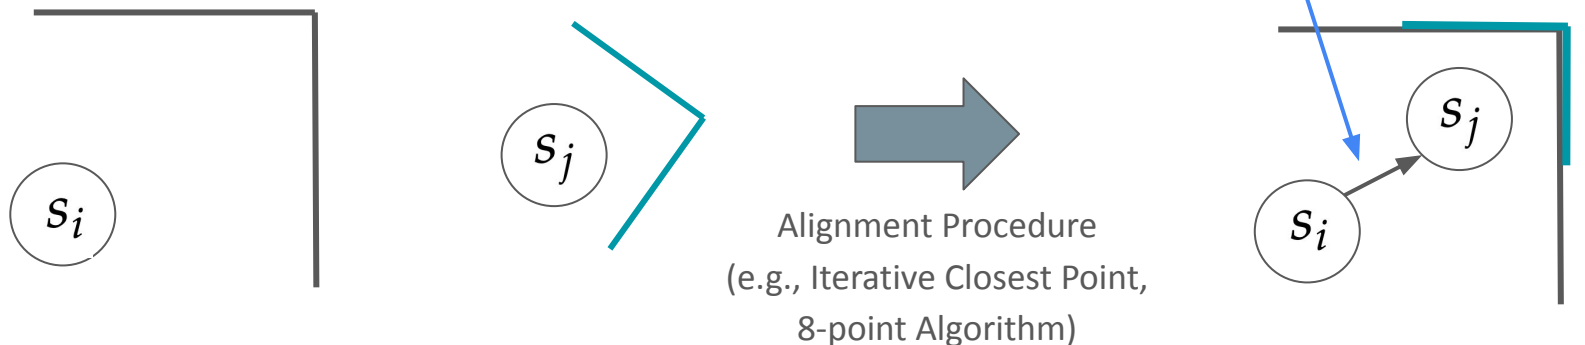 s_i
s_j
Alignment Procedure
(e.g., Iterative Closest Point,
8-point Algorithm)
s_j
s_i